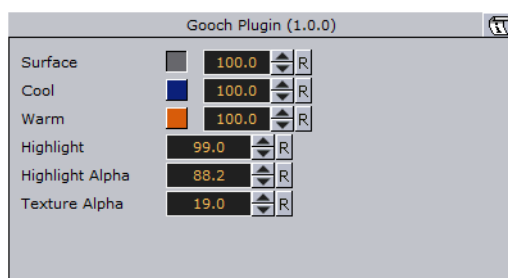 Gooch Plugin (1.0.0)
Surface 100.0 R
Cool 100.0 R
Warm 100.0 R
Highlight 99.0 R
Highlight Alpha 88.2 R
Texture Alpha 19.0 R